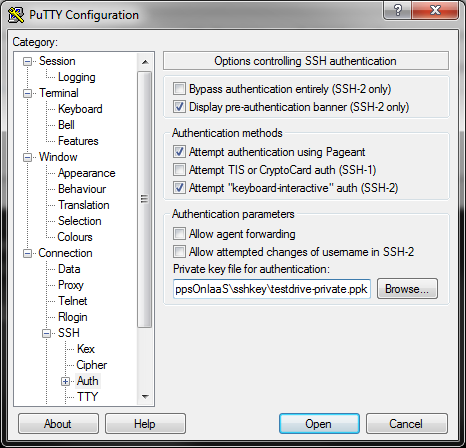 PuTTY Configuration
Category:
Session
Logging
Terminal
Keyboard
Bell
Features
Window
Appearance
Behaviour
Translation
Selection
Colours
Connection
Data
Proxy
Telnet
Rlogin
SSH
Kex
Cipher
Auth
TTY
Options controlling SSH authentication
Bypass authentication entirely (SSH-2 only)
Display pre-authentication banner (SSH-2 only)
Authentication methods
Attempt authentication using Pageant
Attempt TIS or CryptoCard auth (SSH-1)
Attempt "keyboard-interactive" auth (SSH-2)
Authentication parameters
Allow agent forwarding
Allow attempted changes of username in SSH-2
Private key file for authentication:
ppsOnIaaS\sshkey\testdrive-private.ppk Browse...
About Help Open Cancel